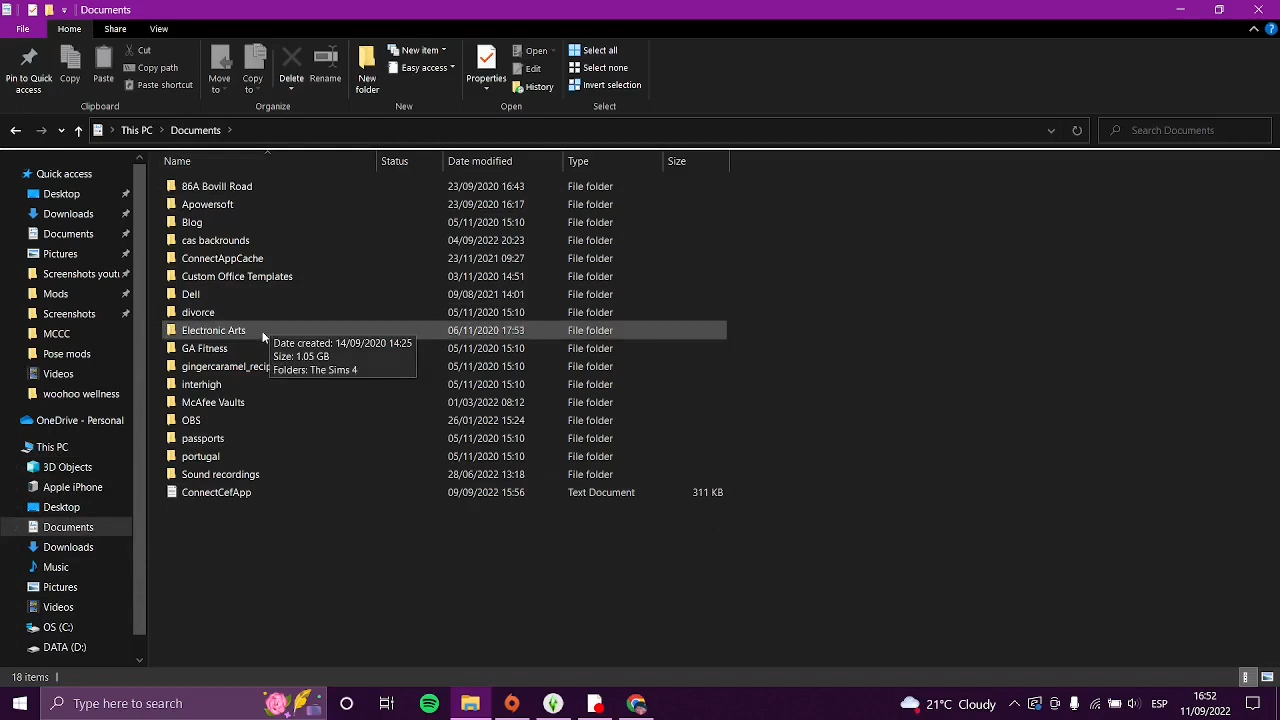 Documents
File
Home
Share
View
Pin to Quick access
Copy
Paste
Cut
Copy path
Paste shortcut
Clipboard
Move to
Copy to
Delete
Rename
Organize
New folder
New item
Easy access
New
Properties
Open
Edit
History
Open
Select all
Select none
Invert selection
Select
This PC
Documents
Search Documents
Name
Status
Date modified
Type
Size
Quick access
Desktop
Downloads
Documents
Pictures
Screenshots youtu
Mods
Screenshots
MCCC
Pose mods
Videos
woohoo wellness
OneDrive - Personal
This PC
3D Objects
Apple iPhone
Desktop
Documents
Downloads
Music
Pictures
Videos
OS (C:)
DATA (D:)
86A Bovill Road 23/09/2020 16:43 File folder
Apowersoft 23/09/2020 16:17 File folder
Blog 05/11/2020 15:10 File folder
cas backrounds 04/09/2022 20:23 File folder
ConnectAppCache 23/11/2021 09:27 File folder
Custom Office Templates 03/11/2020 14:51 File folder
Dell 09/08/2021 14:01 File folder
divorce 05/11/2020 15:10 File folder
Electronic Arts 06/11/2020 17:53 File folder
GA Fitness 05/11/2020 15:10 File folder
gingercaramel_recip 05/11/2020 15:10 File folder
interhigh 05/11/2020 15:10 File folder
McAfee Vaults 01/03/2022 08:12 File folder
OBS 26/01/2022 15:24 File folder
passports 05/11/2020 15:10 File folder
portugal 05/11/2020 15:10 File folder
Sound recordings 28/06/2022 13:18 File folder
ConnectCefApp 09/09/2022 15:56 Text Document 311 KB
Date created: 14/09/2020 14:25
Size: 1.05 GB
Folders: The Sims 4
18 items
Type here to search
21°C Cloudy
ESP
16:52
11/09/2022